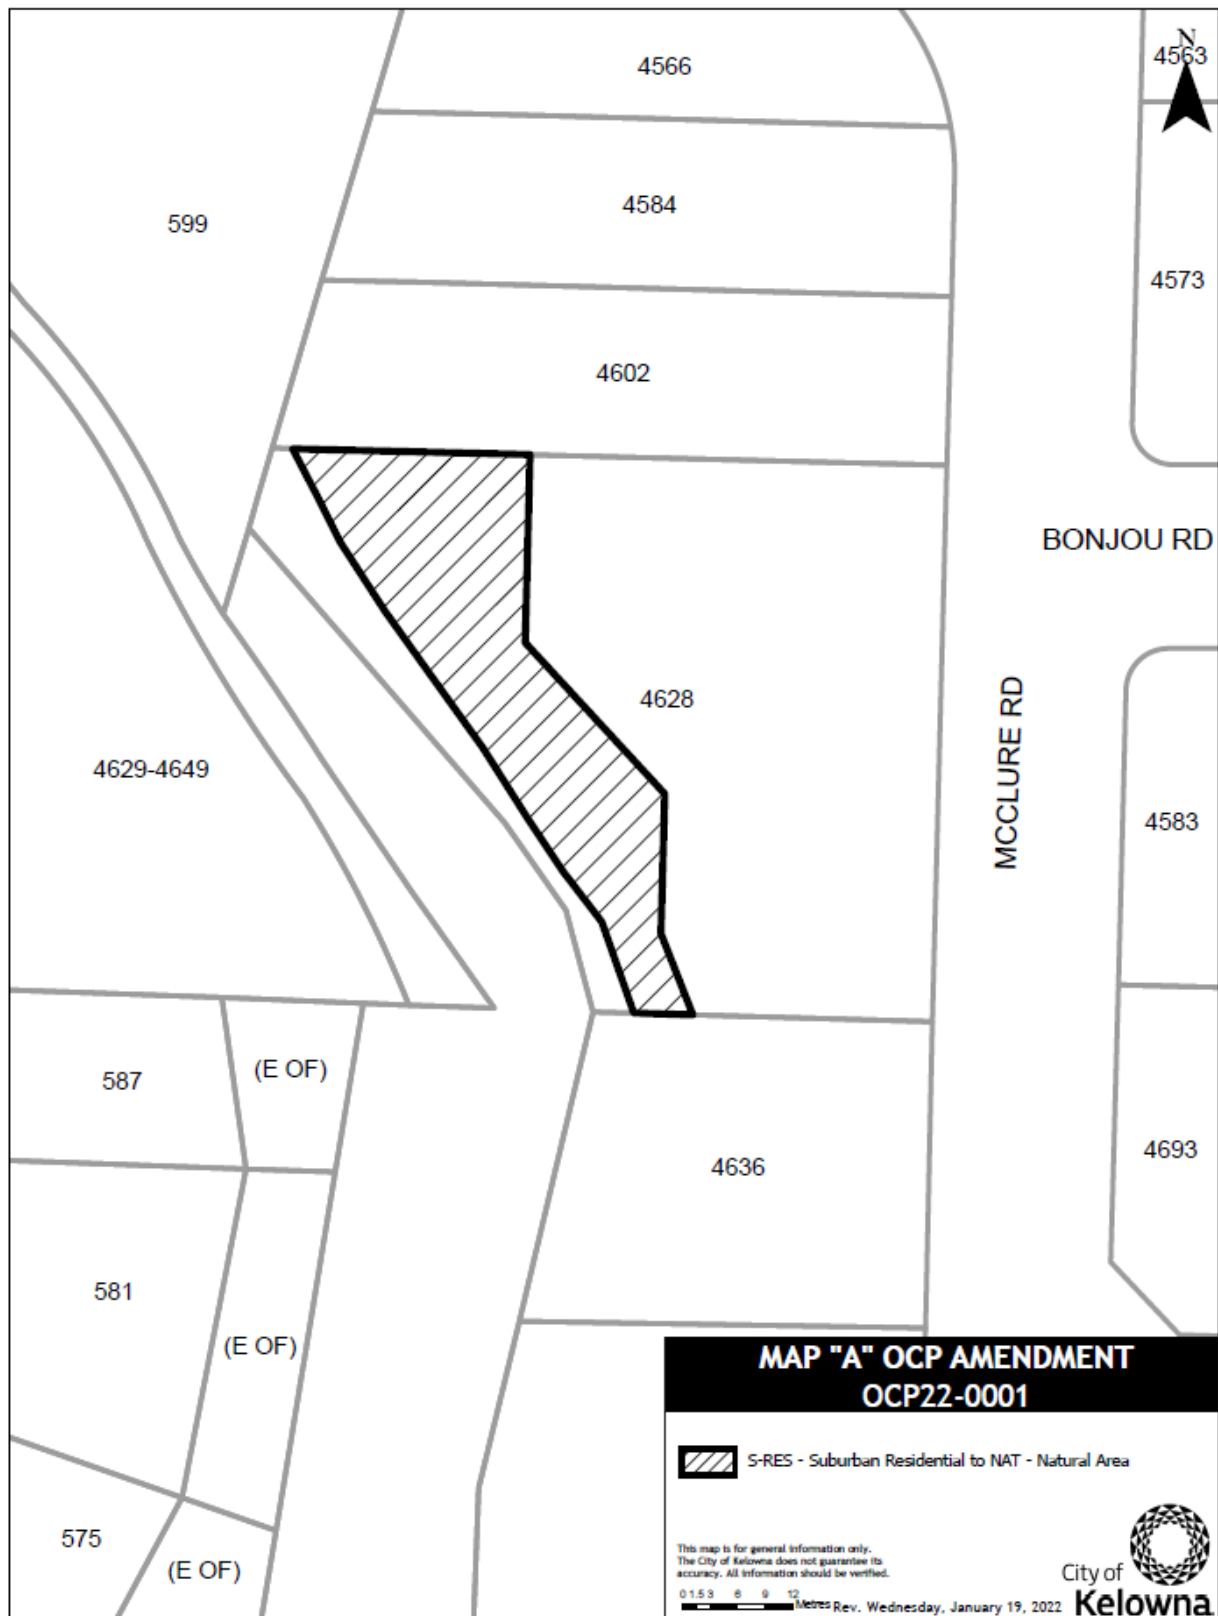 N
4563
4566
4584
599
4573
4602
BONJOU RD
4628
MCCLURE RD
4629-4649
4583
(E OF)
587
4693
4636
581
(E OF)
MAP "A" OCP AMENDMENT
OCP22-0001
S-RES - Suburban Residential to NAT - Natural Area
575
(E OF)
This map is for general information only.
The City of Kelowna does not guarantee its
accuracy. All information should be verified.
0 1.5 3 6 9 12
Metres
Rev. Wednesday, January 19, 2022
City of
Kelowna